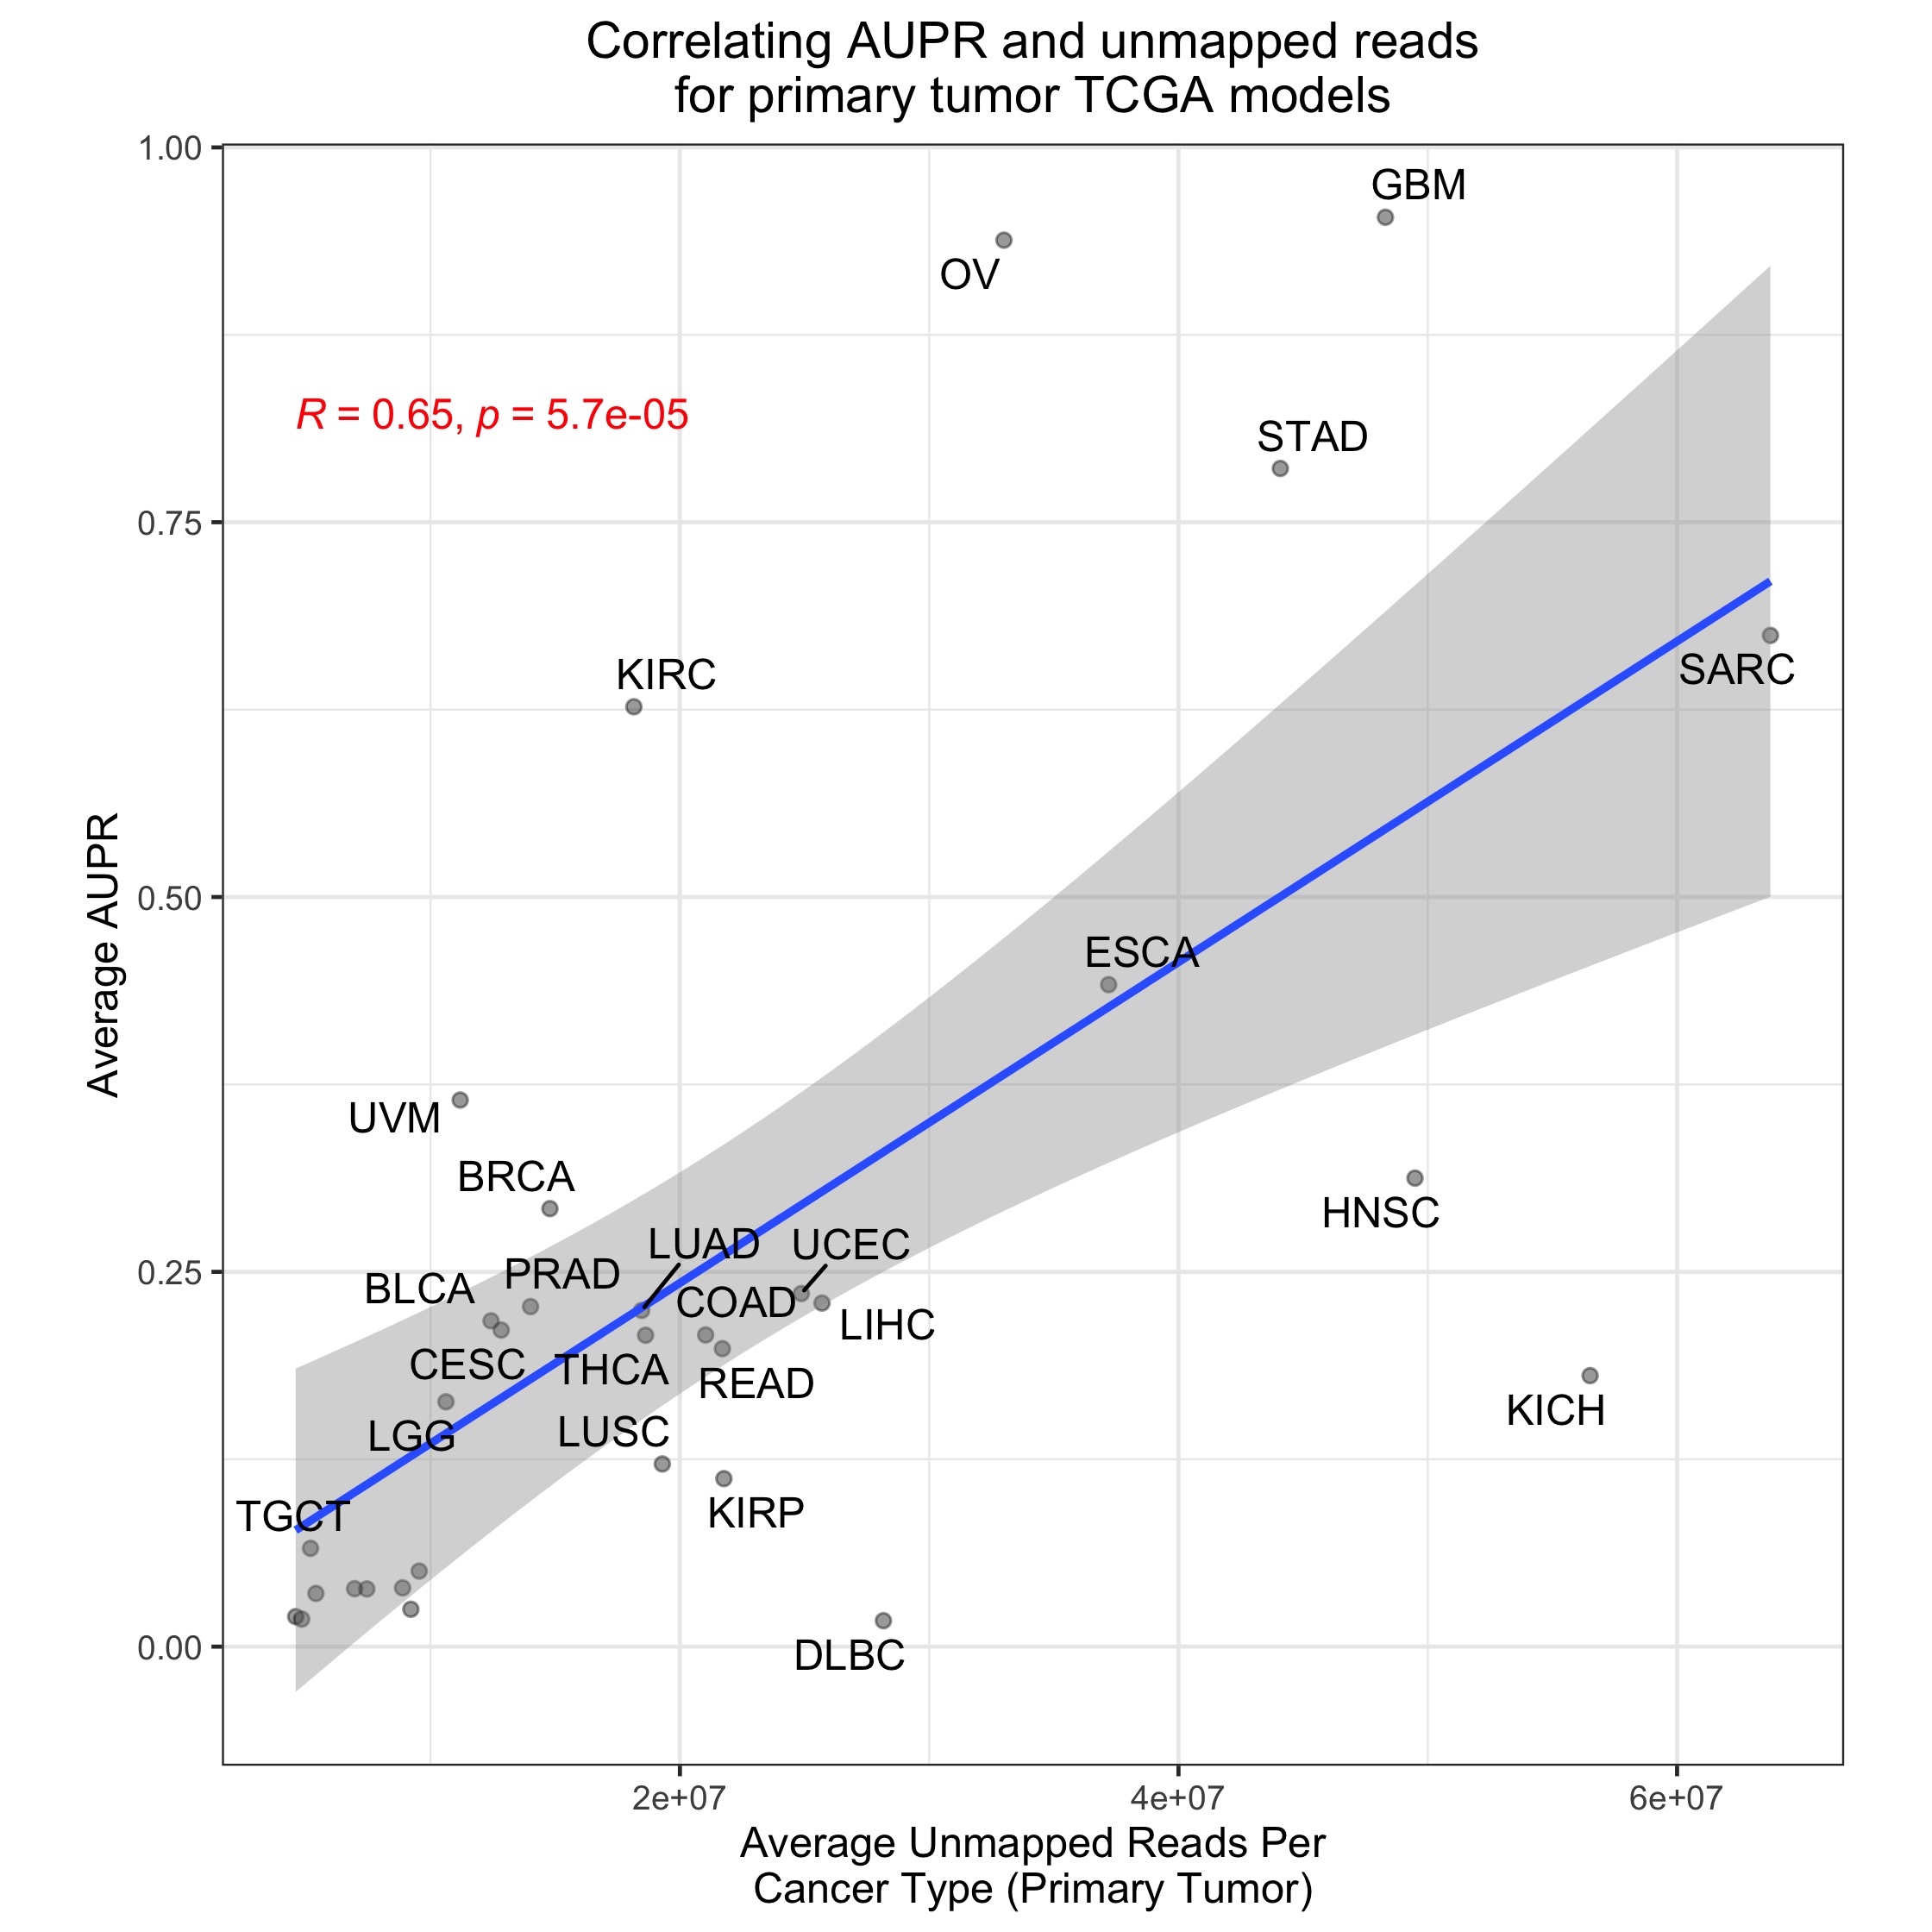 Correlating AUPR and unmapped reads
for primary tumor TCGA models
1.00
0.75
0.50
0.25
0.00
Average AUPR
R = 0.65, p = 5.7e-05
GBM
OV
STAD
KIRC
SARC
ESCA
UVM
BRCA
HNSC
LUAD
UCEC
PRAD
BLCA
COAD
LIHC
CESC
THCA
READ
KICH
LGG
LUSC
KIRP
TGCT
DLBC
2e+07
4e+07
6e+07
Average Unmapped Reads Per
Cancer Type (Primary Tumor)